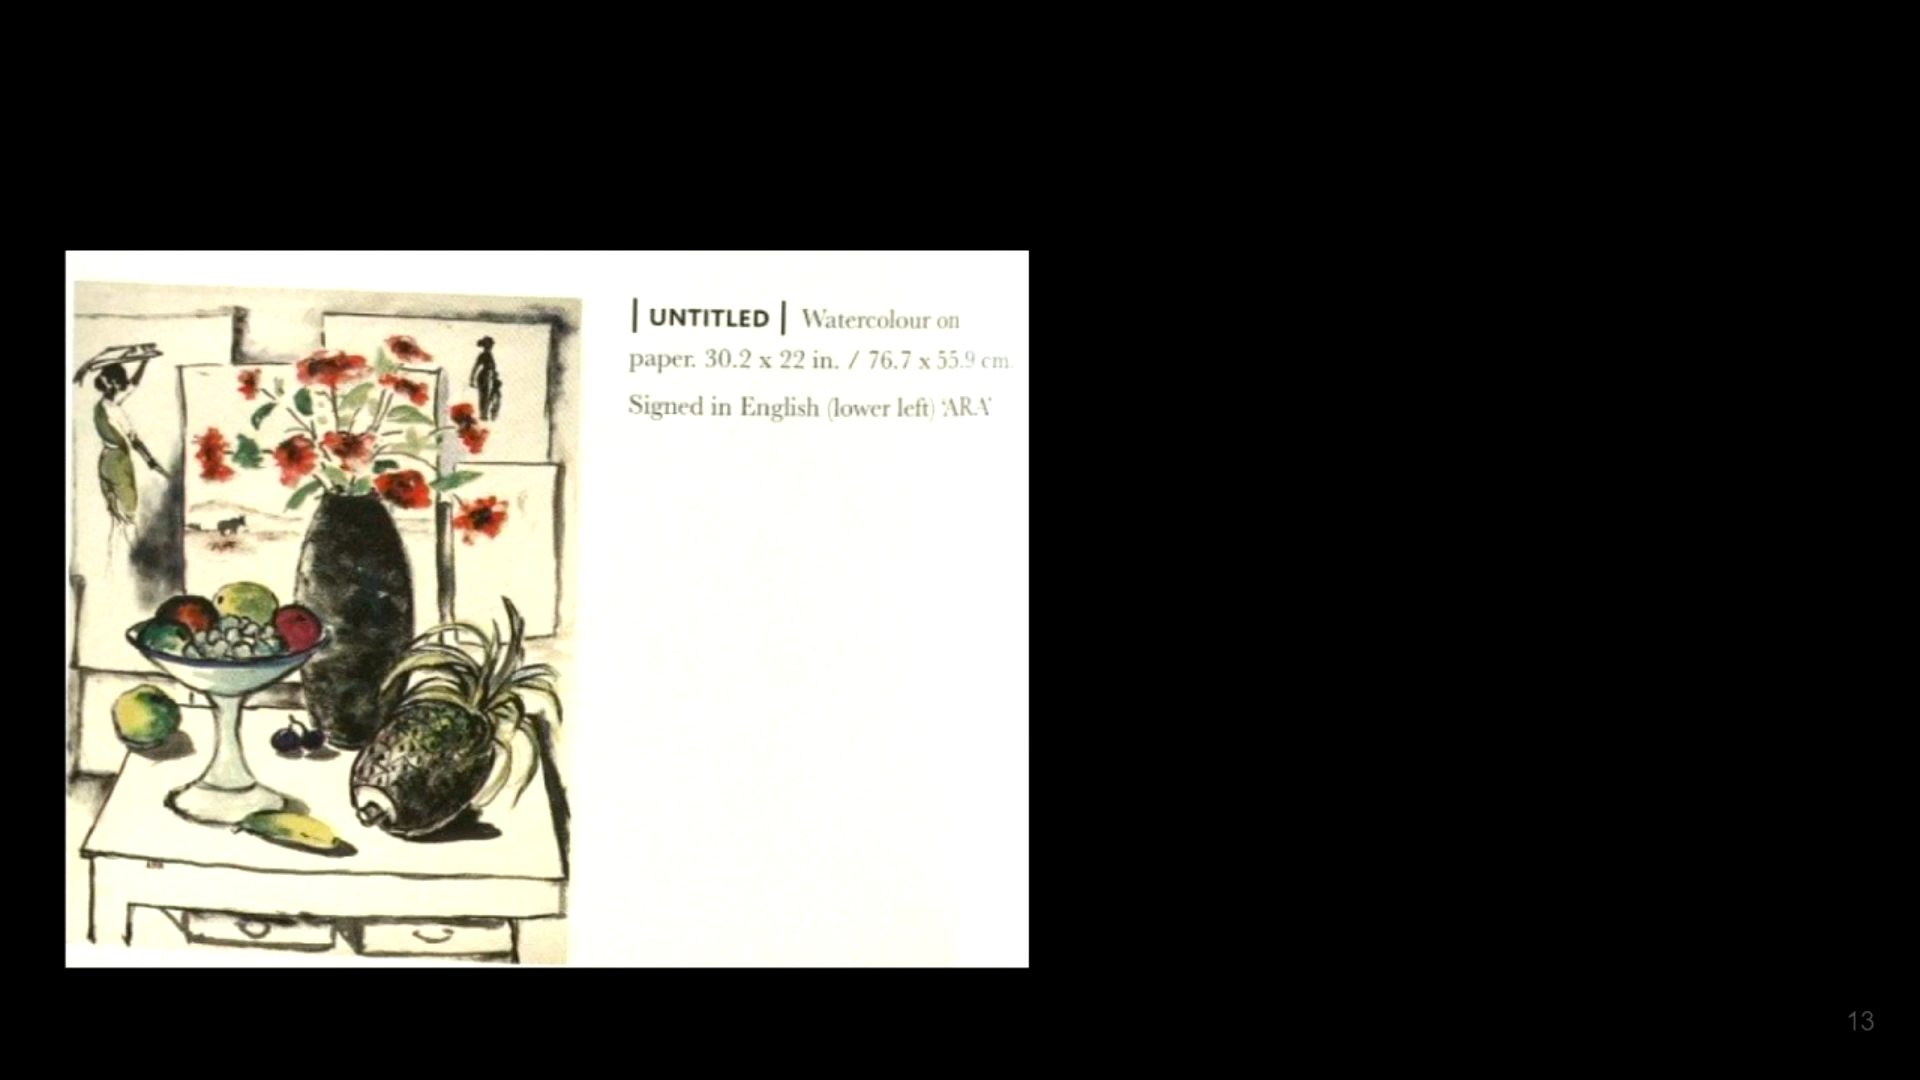 | UNTITLED | Watercolour on
paper. 30.2 x 22 in. / 76.7 x 55.9 cm.
Signed in English (lower left) ‘ARA’
13